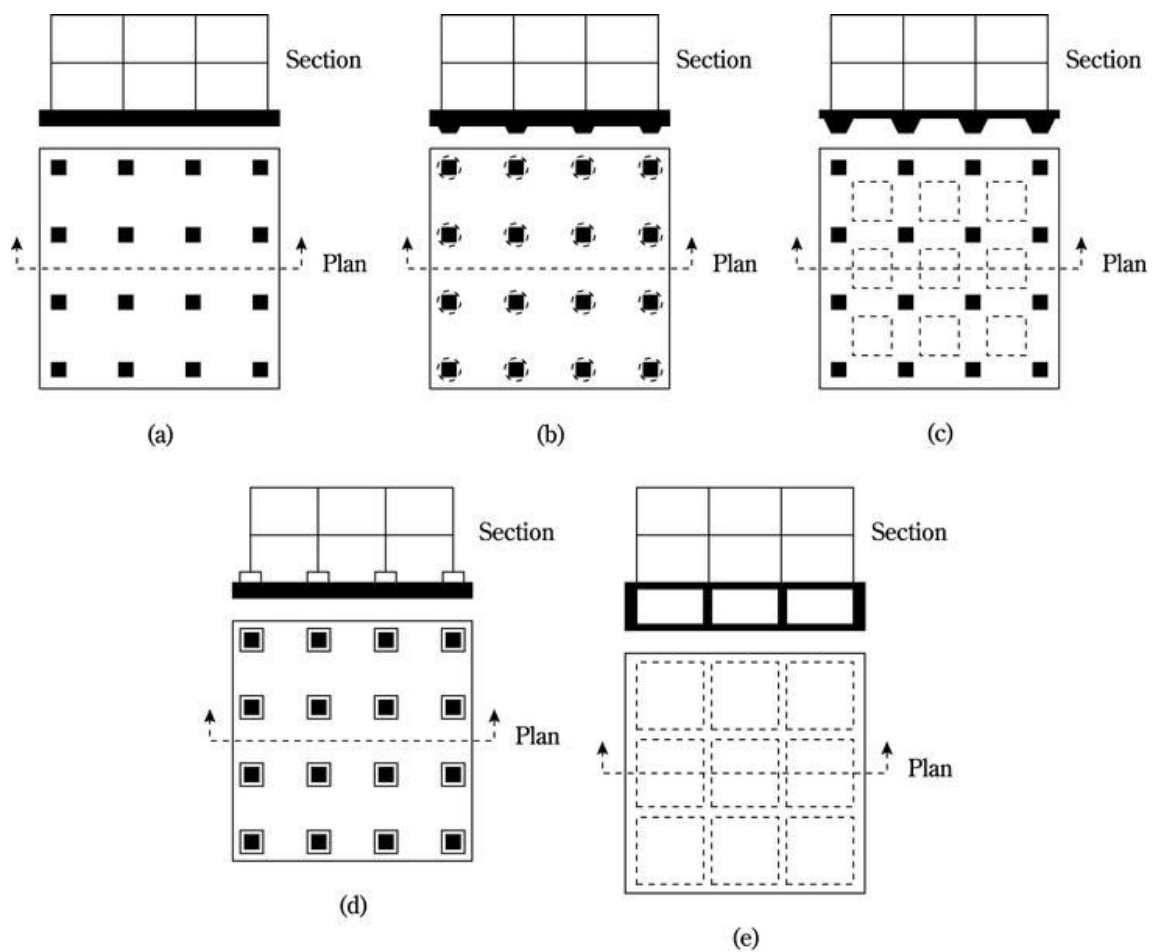 Section
Section
Section
Plan
Plan
Plan
(a)
(b)
(c)
Section
Section
Plan
Plan
(d)
(e)